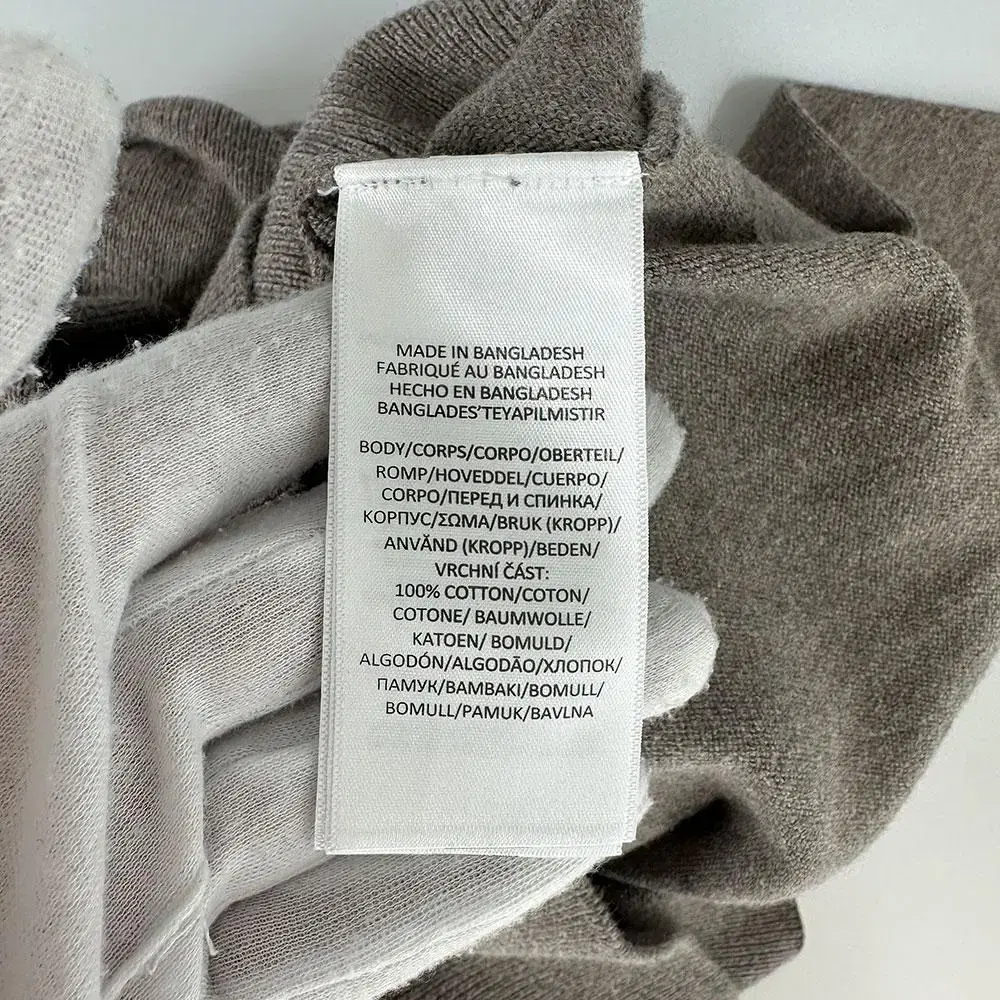 MADE IN BANGLADESH
FABRIQUÉ AU BANGLADESH
HECHO EN BANGLADESH
BANGLADES'TEYAPILMISTIR
BODY/CORPS/CORPO/OBERTEIL/
ROMP/HOVEDDEL/CUERPO/
CORPO/ПЕРЕД И СПИНКА/
КОРПУС/ΣΩΜΑ/BRUK (KROPP)/
ANVĂND (KROPP)/BEDEN/
VRCHNÍ ČÁST:
100% COTTON/COTON/
COTONE/ BAUMWOLLE/
KATOEN/ BOMULD/
ALGODÓN/ALGODÃO/ХЛОПОК/
ПАМУК/BAMBAKI/BOMULL/
BOMULL/PAMUK/BAVLNA